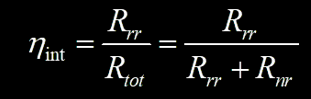 η_int = R_rr / R_tot = R_rr / (R_rr + R_nr)